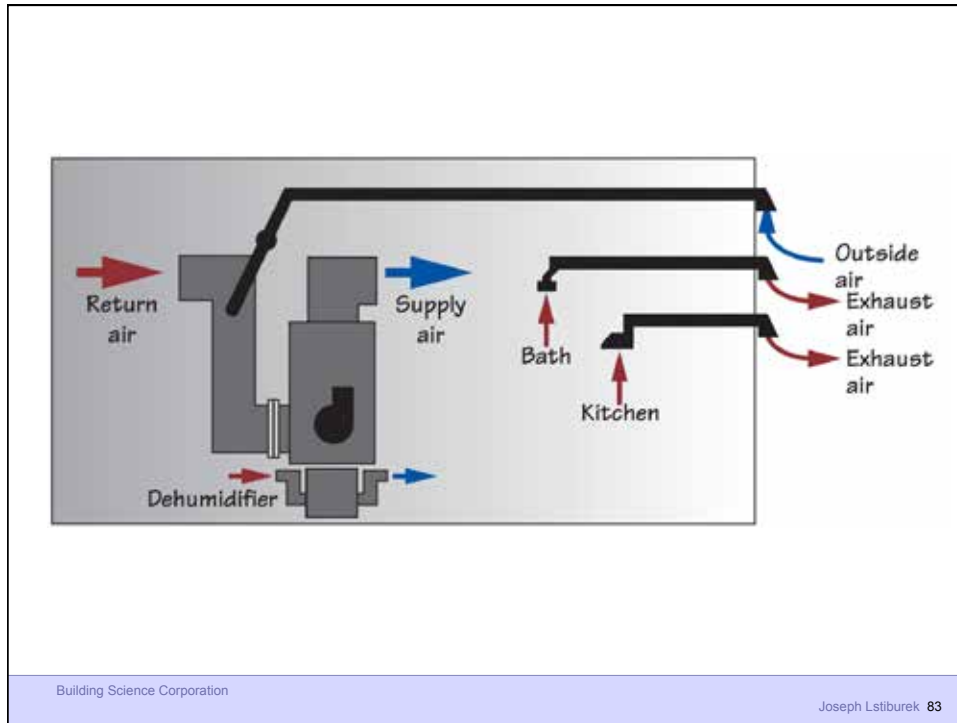 Outside
air
Return
air
Supply
air
Exhaust
air
Bath
Exhaust
air
Kitchen
Dehumidifier
Building Science Corporation
Joseph Lstiburek 83